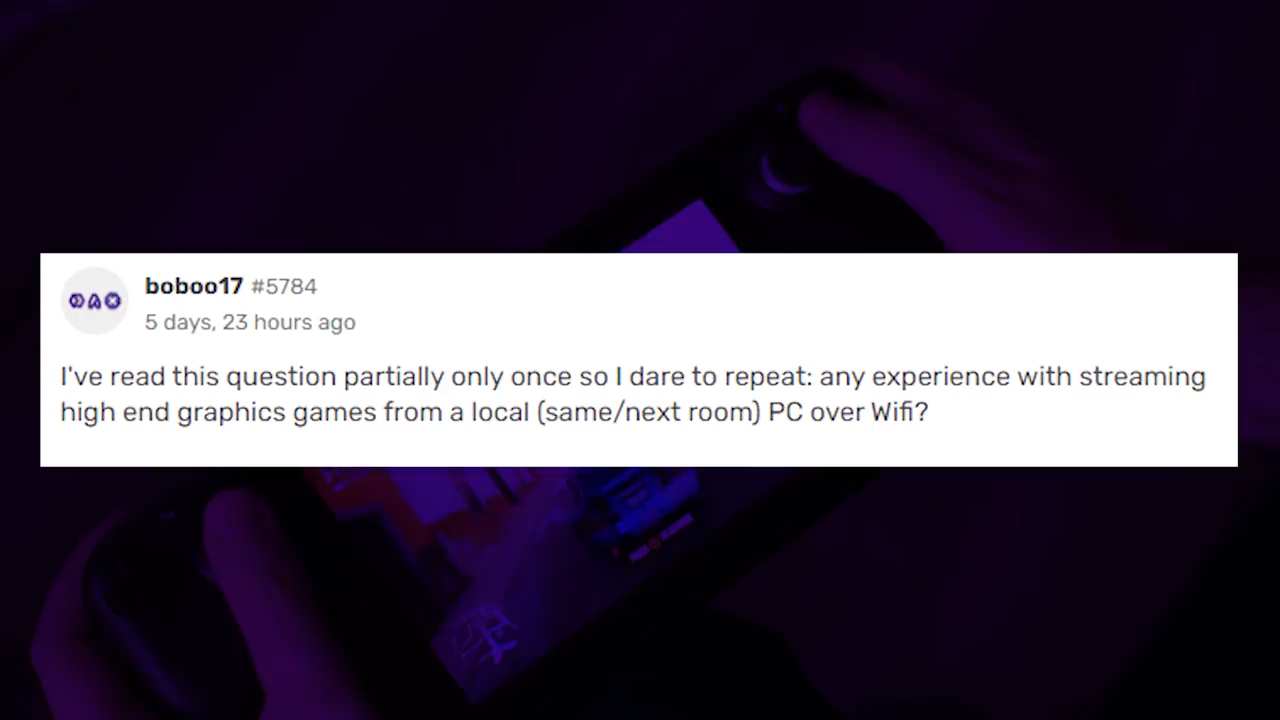 boboo17 #5784
5 days, 23 hours ago
I've read this question partially only once so I dare to repeat: any experience with streaming
high end graphics games from a local (same/next room) PC over Wifi?